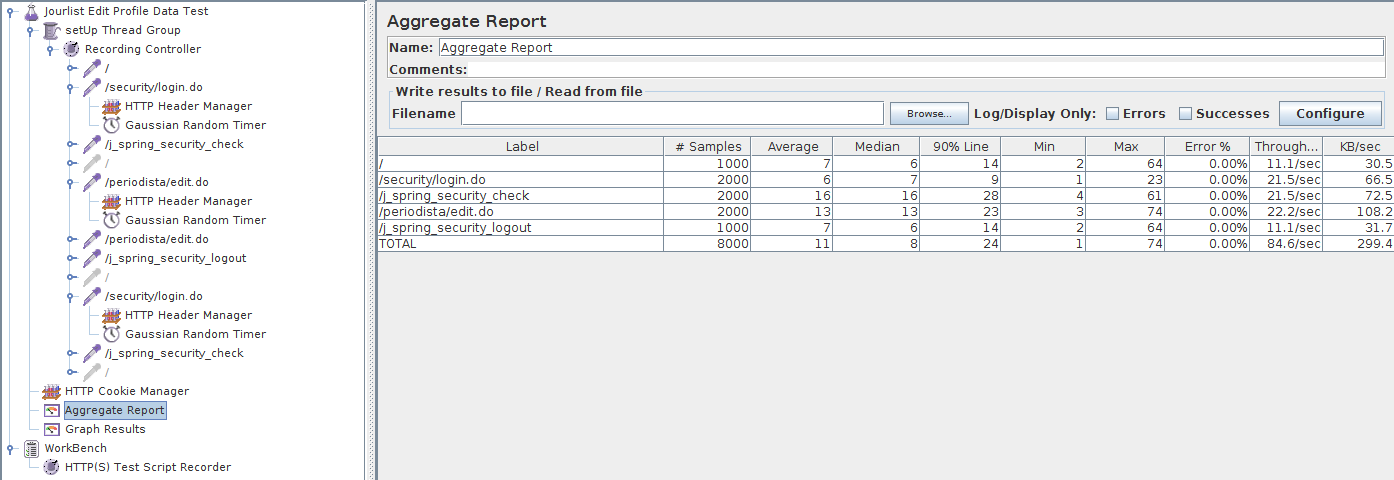 Jourlist Edit Profile Data Test
setUp Thread Group
Recording Controller
/
/security/login.do
HTTP Header Manager
Gaussian Random Timer
/j_spring_security_check
/
/periodista/edit.do
HTTP Header Manager
Gaussian Random Timer
/periodista/edit.do
/j_spring_security_logout
/
/security/login.do
HTTP Header Manager
Gaussian Random Timer
/j_spring_security_check
/
HTTP Cookie Manager
Aggregate Report
Graph Results
WorkBench
HTTP(S) Test Script Recorder
Aggregate Report
Name: Aggregate Report
Comments:
Write results to file / Read from file
Filename Browse... Log/Display Only: Errors Successes Configure
Label # Samples Average Median 90% Line Min Max Error % Through... KB/sec
/ 1000 7 6 14 2 64 0.00% 11.1/sec 30.5
/security/login.do 2000 6 7 9 1 23 0.00% 21.5/sec 66.5
/j_spring_security_check 2000 16 16 28 4 61 0.00% 21.5/sec 72.5
/periodista/edit.do 2000 13 13 23 3 74 0.00% 22.2/sec 108.2
/j_spring_security_logout 1000 7 6 14 2 64 0.00% 11.1/sec 31.7
TOTAL 8000 11 8 24 1 74 0.00% 84.6/sec 299.4